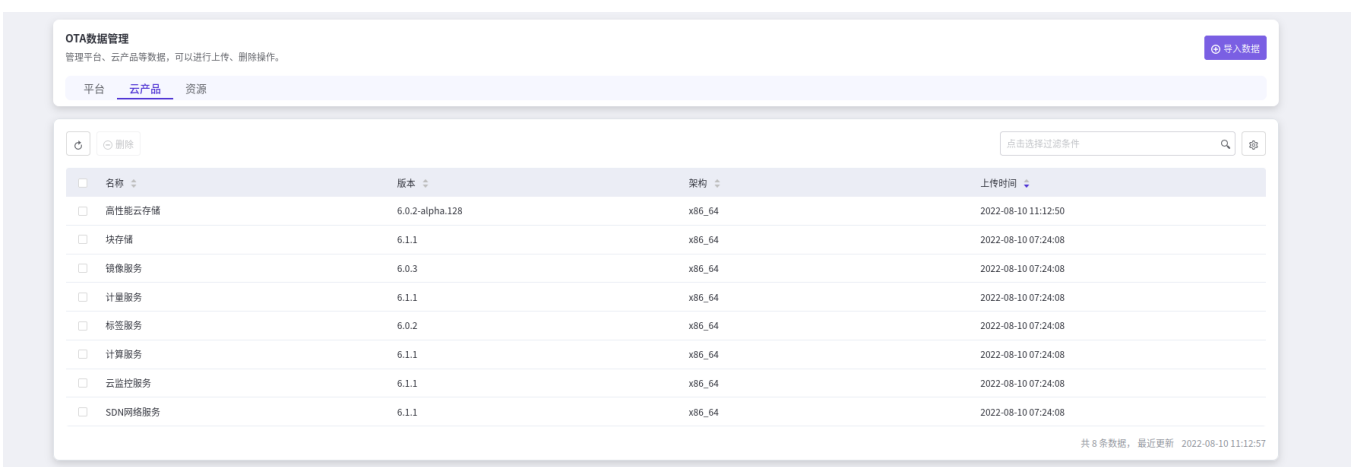 OTA数据管理
管理平台、云产品等数据，可以进行上传、删除操作。
导入数据
平台 云产品 资源
删除 点击选择过滤条件
名称 版本 架构 上传时间
高性能云存储 6.0.2-alpha.128 x86_64 2022-08-10 11:12:50
块存储 6.1.1 x86_64 2022-08-10 07:24:08
镜像服务 6.0.3 x86_64 2022-08-10 07:24:08
计量服务 6.1.1 x86_64 2022-08-10 07:24:08
标签服务 6.0.2 x86_64 2022-08-10 07:24:08
计算服务 6.1.1 x86_64 2022-08-10 07:24:08
云监控服务 6.1.1 x86_64 2022-08-10 07:24:08
SDN网络服务 6.1.1 x86_64 2022-08-10 07:24:08
共 8 条数据， 最近更新 2022-08-10 11:12:57